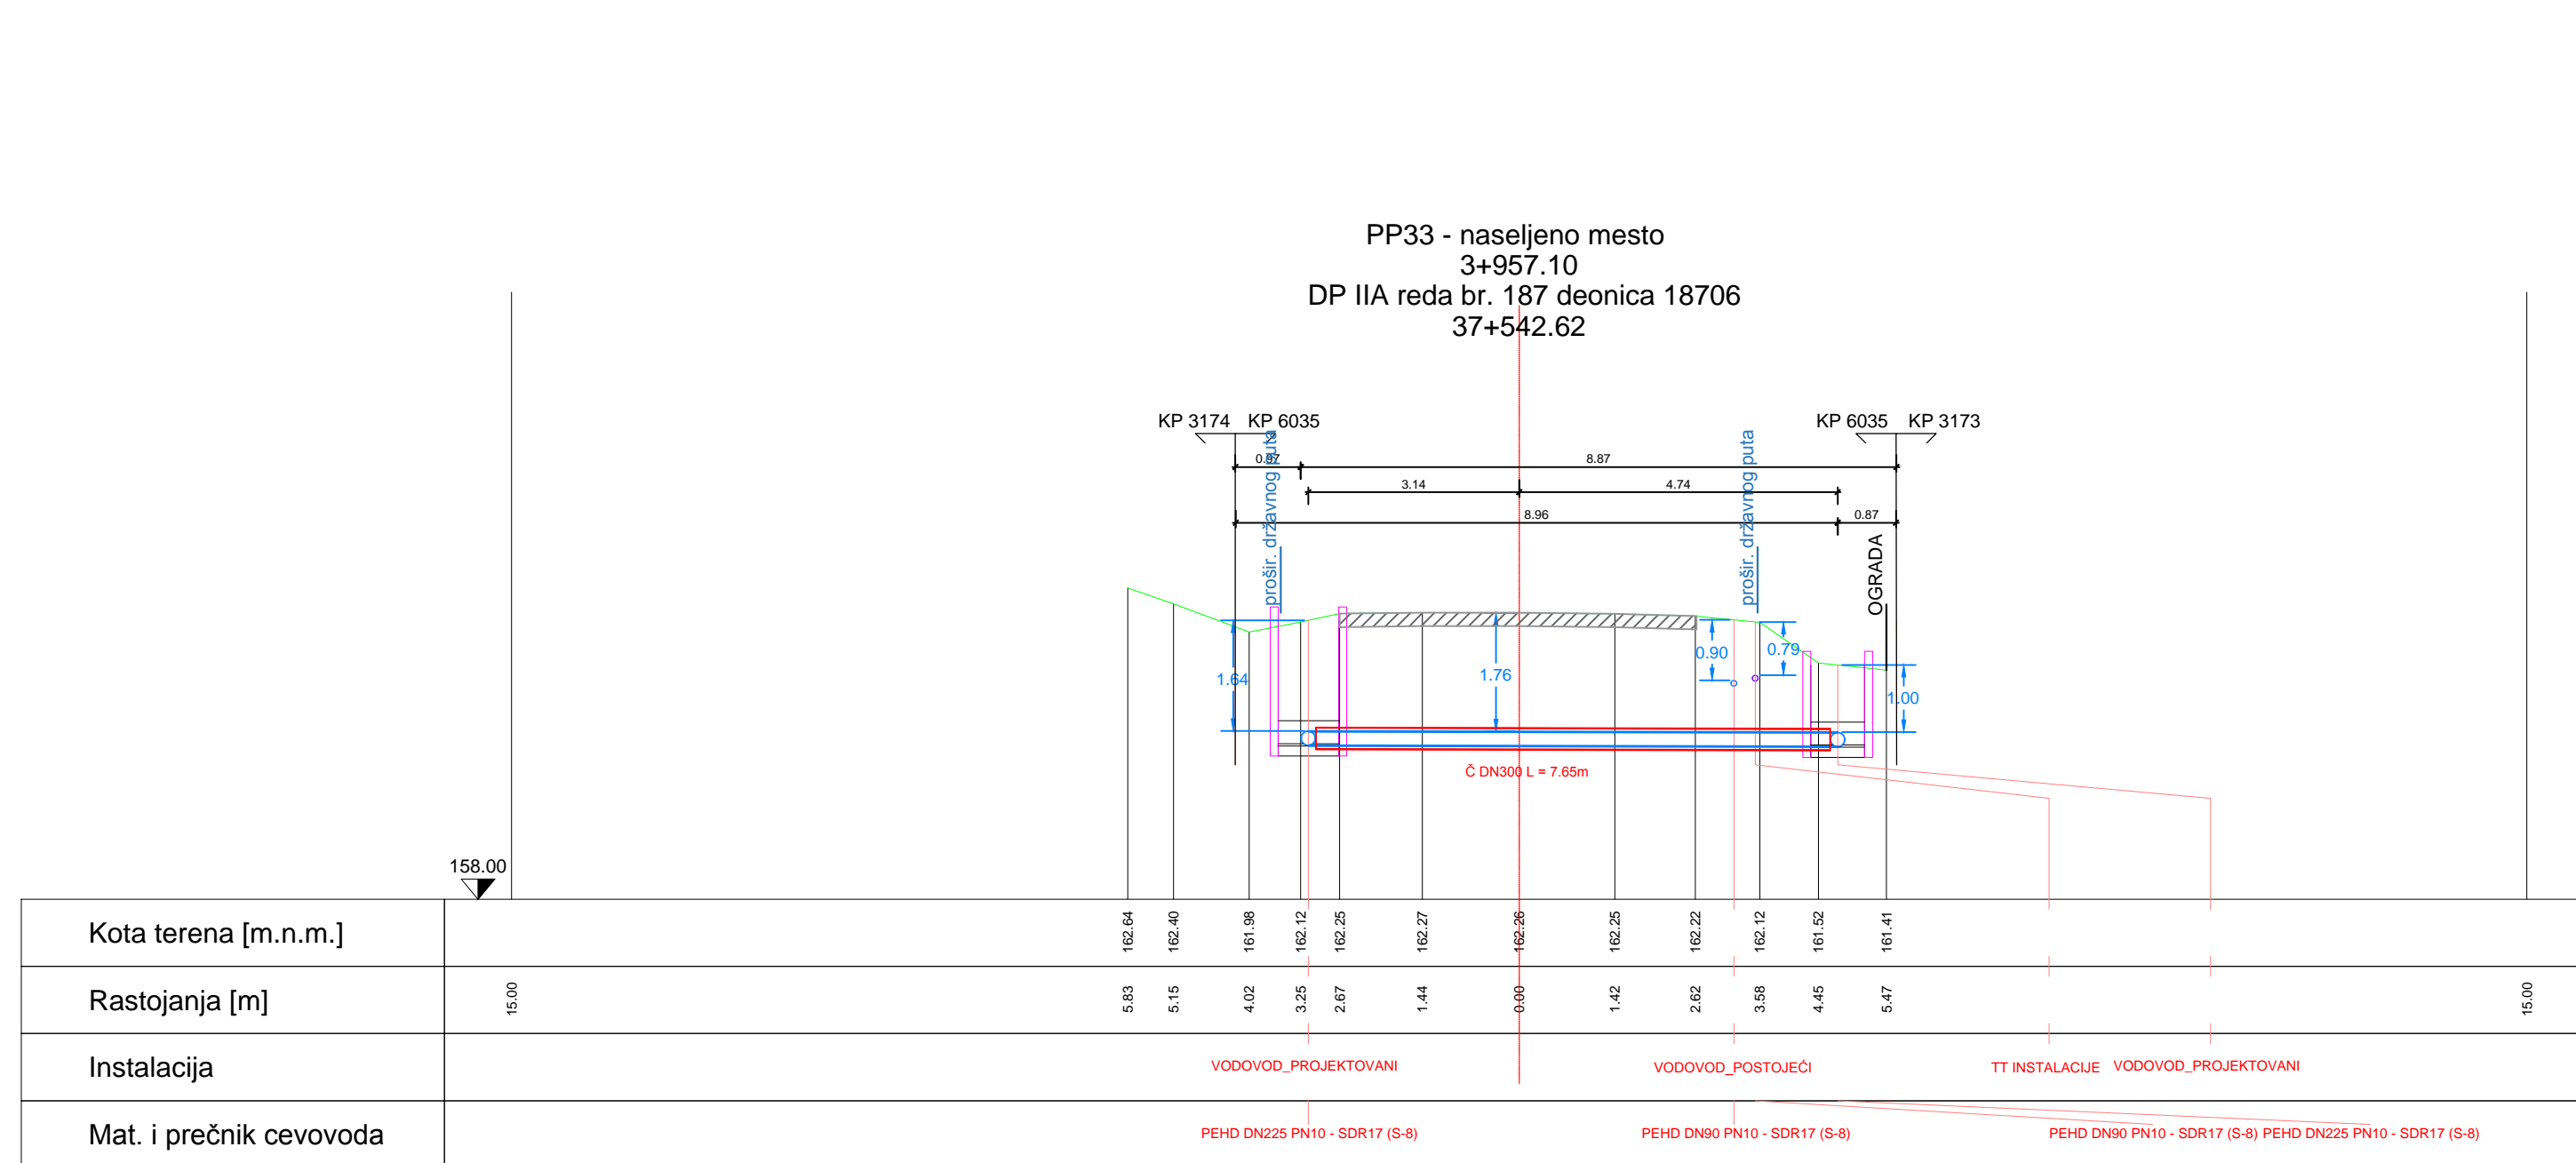 PP33 - naseljeno mesto
3+957.10
DP IIA reda br. 187 deonica 18706
37+542.62
KP 3174 KP 6035
KP 6035 KP 3173
prošir. državnog puta
prošir. državnog puta
0.97
8.87
3.14
4.74
8.96
0.87
OGRADA
1.64
1.76
0.90
0.79
1.00
Č DN300 L = 7.65m
158.00
Kota terena [m.n.m.]
162.64 162.40 161.98 162.12 162.25 162.27 162.26 162.25 162.22 162.12 161.52 161.41
Rastojanja [m]
15.00 5.83 5.15 4.02 3.25 2.67 1.44 0.00 1.42 2.62 3.58 4.45 5.47 15.00
Instalacija
VODOVOD_PROJEKTOVANI VODOVOD_POSTOJEĆI TT INSTALACIJE VODOVOD_PROJEKTOVANI
Mat. i prečnik cevovoda
PEHD DN225 PN10 - SDR17 (S-8) PEHD DN90 PN10 - SDR17 (S-8) PEHD DN90 PN10 - SDR17 (S-8) PEHD DN225 PN10 - SDR17 (S-8)